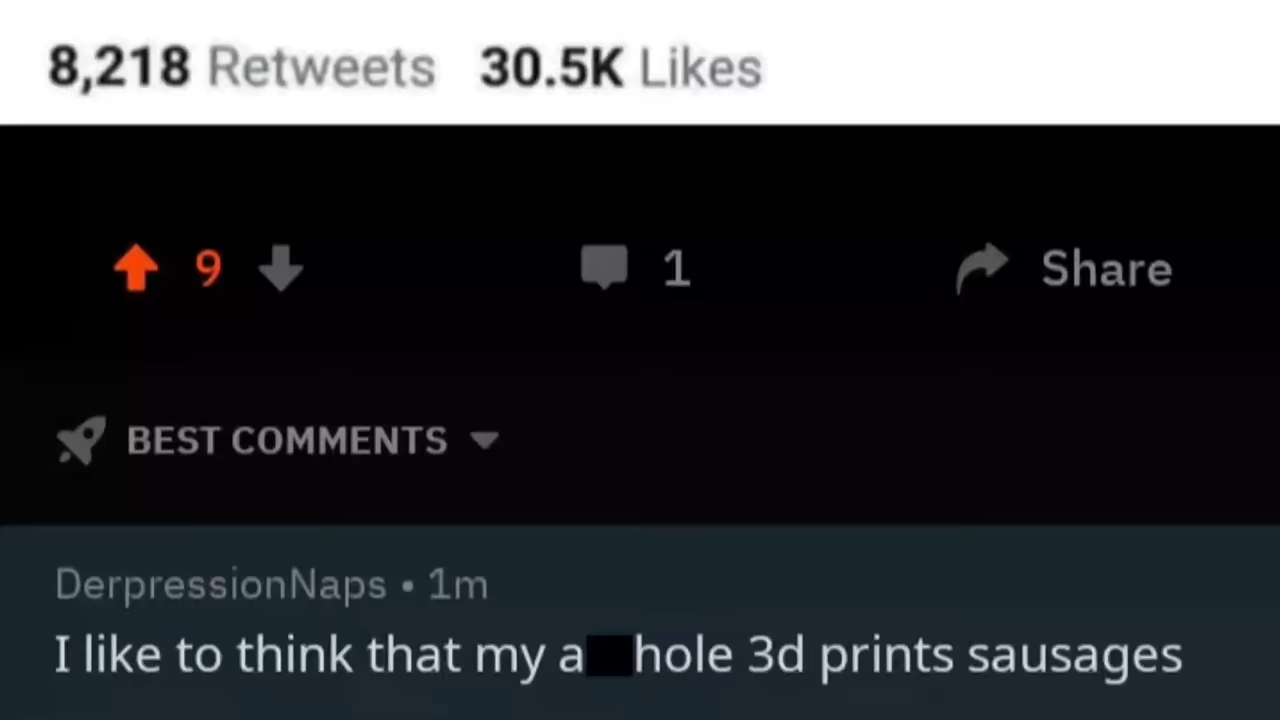 8,218 Retweets 30.5K Likes
9 1 Share
BEST COMMENTS
DerpressionNaps • 1m
I like to think that my a hole 3d prints sausages